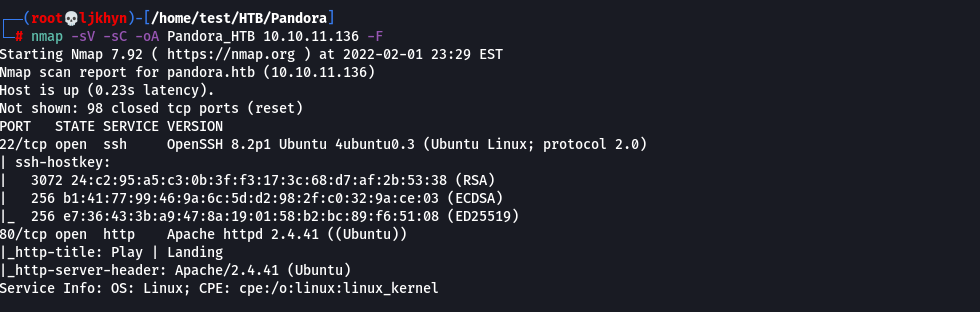 ┌──(root💀ljkhyn)-[/home/test/HTB/Pandora]
└─# nmap -sV -sC -oA Pandora_HTB 10.10.11.136 -F
Starting Nmap 7.92 ( https://nmap.org ) at 2022-02-01 23:29 EST
Nmap scan report for pandora.htb (10.10.11.136)
Host is up (0.23s latency).
Not shown: 98 closed tcp ports (reset)
PORT   STATE SERVICE VERSION
22/tcp open  ssh     OpenSSH 8.2p1 Ubuntu 4ubuntu0.3 (Ubuntu Linux; protocol 2.0)
| ssh-hostkey:
|   3072 24:c2:95:a5:c3:0b:3f:f3:17:3c:68:d7:af:2b:53:38 (RSA)
|   256 b1:41:77:99:46:9a:6c:5d:d2:98:2f:c0:32:9a:ce:03 (ECDSA)
|_  256 e7:36:43:3b:a9:47:8a:19:01:58:b2:bc:89:f6:51:08 (ED25519)
80/tcp open  http    Apache httpd 2.4.41 ((Ubuntu))
|_http-title: Play | Landing
|_http-server-header: Apache/2.4.41 (Ubuntu)
Service Info: OS: Linux; CPE: cpe:/o:linux:linux_kernel